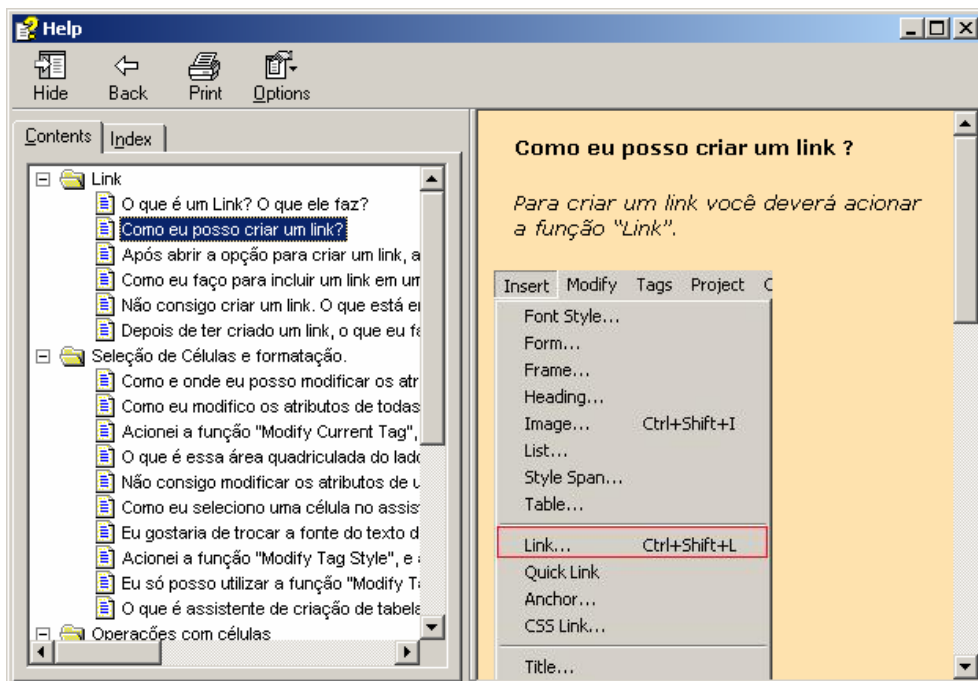 Help
Hide Back Print Options
Contents Index
Link
O que é um Link? O que ele faz?
Como eu posso criar um link?
Após abrir a opção para criar um link, a
Como eu faço para incluir um link em um
Não consigo criar um link. O que está
Depois de ter criado um link, o que eu
Seleção de Células e formatação.
Como e onde eu posso modificar os
Como eu modifico os atributos de todas
Acionei a função "Modify Current Tag",
O que é essa área quadriculada do
Não consigo modificar os atributos de
Como eu seleciono uma célula no
Eu gostaria de trocar a fonte do texto
Acionei a função "Modify Tag Style", e
Eu só posso utilizar a função "Modify
O que é assistente de criação de
Operações com células
Como eu posso criar um link ?
Para criar um link você deverá acionar
a função "Link".
Insert Modify Tags Project
Font Style...
Form...
Frame...
Heading...
Image... Ctrl+Shift+I
List...
Style Span...
Table...
Link... Ctrl+Shift+L
Quick Link
Anchor...
CSS Link...
Title...